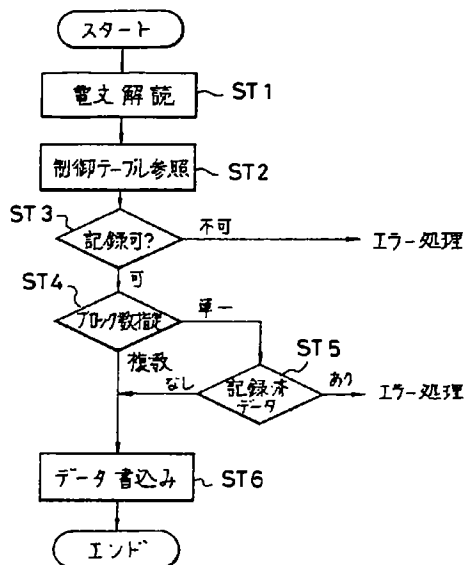 スタート
電文解読
ST1
制御テーブル参照
ST2
ST3
記録可?
不可
エラー処理
可
ST4
ブロック数指定
単一
複数
ST5
記録済
データ
なし
あり
エラー処理
データ書込み
ST6
エンド